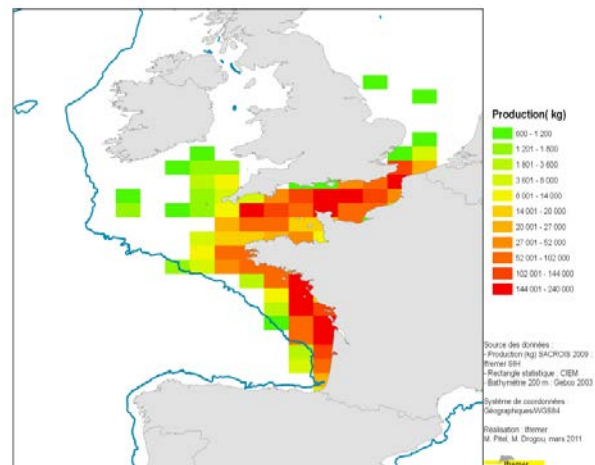 Production( kg)
600 - 1 200
1 201 - 1 800
1 801 - 3 600
3 601 - 6 000
6 001 - 14 000
14 001 - 20 000
20 001 - 27 000
27 001 - 52 000
52 001 - 102 000
102 001 - 144 000
144 001 - 240 000
Source des données :
- Production (kg) SACROIS 2009 :
Ifremer SIH
- Rectangle statistique : CIEM
- Bathymétrie 200 m : Gebco 2003
Système de coordonnées :
Géographiques/WGS84
Réalisation : Ifremer
M. Pitel, M. Drogou, mars 2011
Ifremer